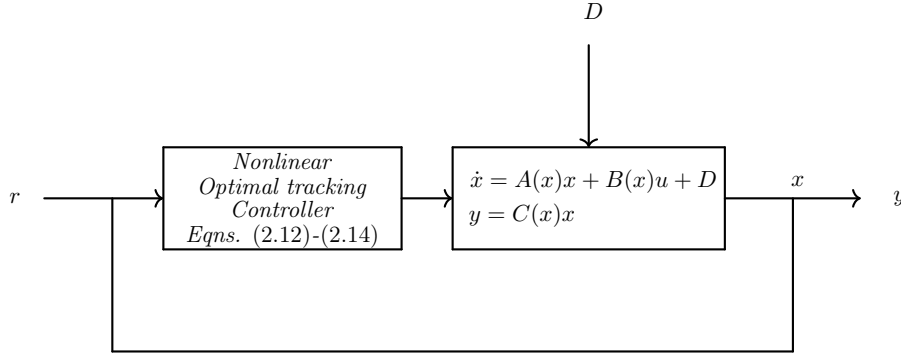 D
Nonlinear
Optimal tracking
Controller
Eqns. (2.12)-(2.14)
ẋ = A(x)x + B(x)u + D
y = C(x)x
r
x
y